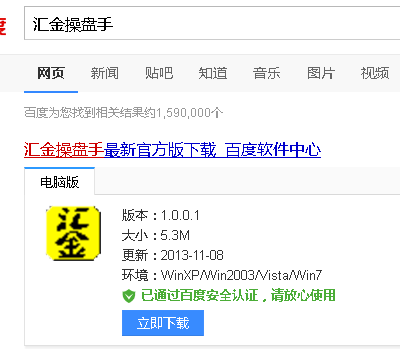 度
汇金操盘手
网页 新闻 贴吧 知道 音乐 图片 视频
百度为您找到相关结果约1,590,000个
汇金操盘手最新官方版下载_百度软件中心
电脑版
汇金
版本：1.0.0.1
大小：5.3M
更新：2013-11-08
环境：WinXP/Win2003/Vista/Win7
已通过百度安全认证，请放心使用
立即下载